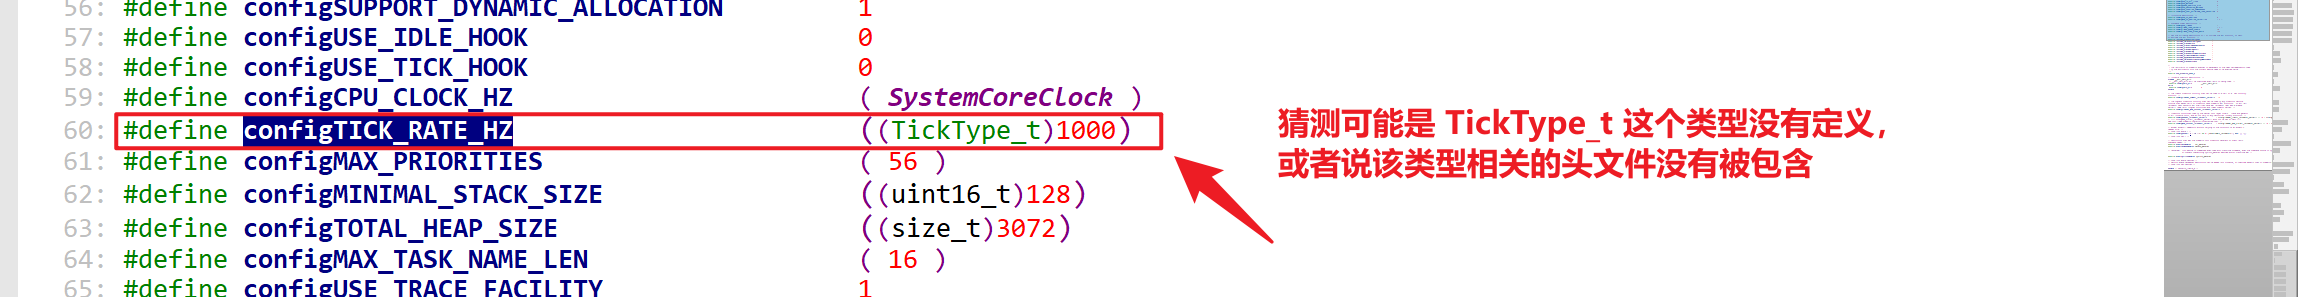 56: #define configSUPPORT_DYNAMIC_ALLOCATION 1
57: #define configUSE_IDLE_HOOK 0
58: #define configUSE_TICK_HOOK 0
59: #define configCPU_CLOCK_HZ ( SystemCoreClock )
60: #define configTICK_RATE_HZ ((TickType_t)1000)
61: #define configMAX_PRIORITIES ( 56 )
62: #define configMINIMAL_STACK_SIZE ((uint16_t)128)
63: #define configTOTAL_HEAP_SIZE ((size_t)3072)
64: #define configMAX_TASK_NAME_LEN ( 16 )
65: #define configUSE_TRACE_FACILITY 1
猜测可能是 TickType_t 这个类型没有定义，
或者说该类型相关的头文件没有被包含